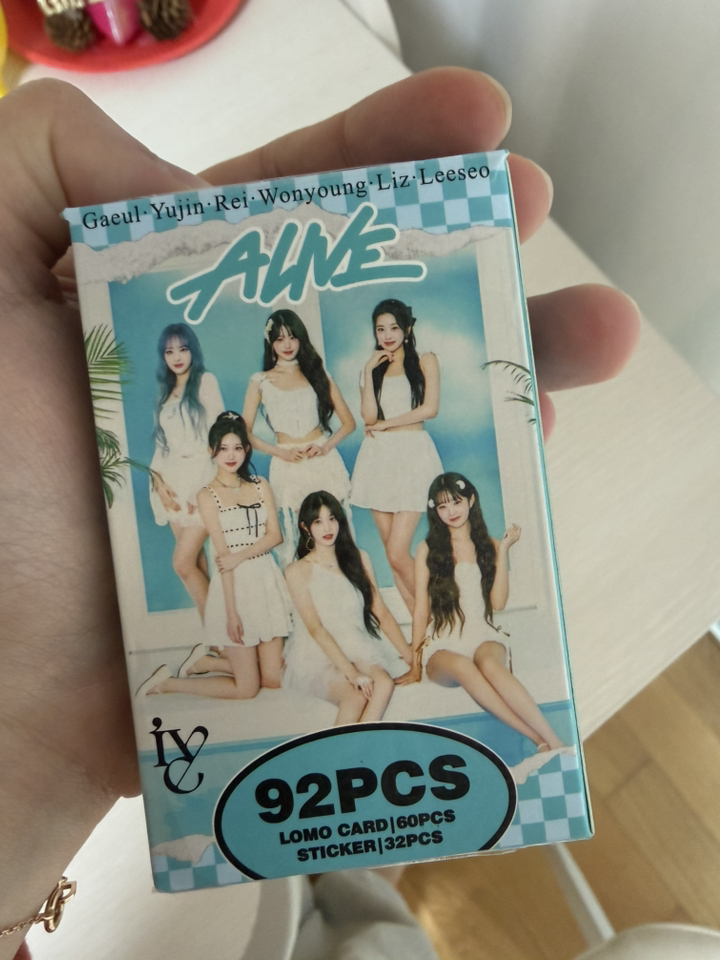 Gaeul·Yujin·Rei·Wonyoung·Liz·Leeseo
ALIVE
IVE
92PCS
LOMO CARD|60PCS
STICKER|32PCS